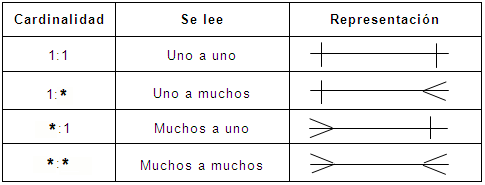 Cardinalidad Se lee Representación
1:1 Uno a uno
1:* Uno a muchos
*:1 Muchos a uno
*:* Muchos a muchos